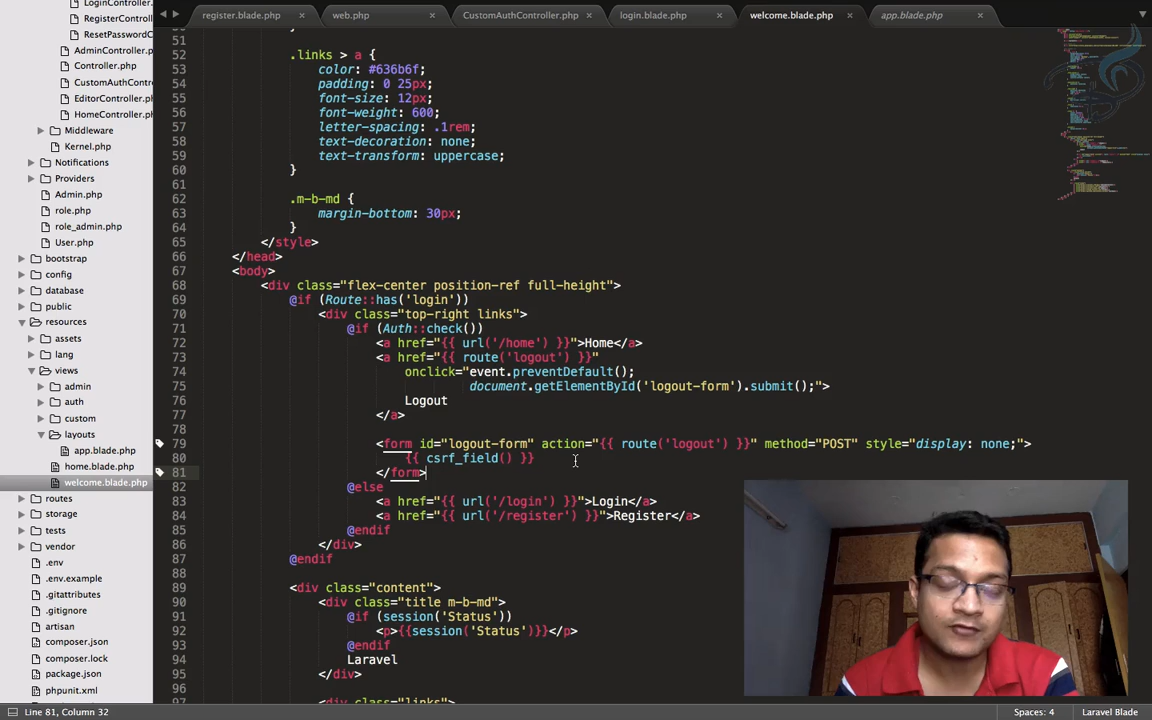 LoginController.p
RegisterControlle
ResetPasswordC
AdminController.p
Controller.php
CustomAuthContr
EditorController.ph
HomeController.p
Middleware
Kernel.php
Notifications
Providers
Admin.php
role.php
role_admin.php
User.php
bootstrap
config
database
public
resources
assets
lang
views
admin
auth
custom
layouts
app.blade.php
home.blade.php
welcome.blade.php
routes
storage
tests
vendor
.env
.env.example
.gitattributes
.gitignore
artisan
composer.json
composer.lock
package.json
phpunit.xml
register.blade.php × web.php × CustomAuthController.php × login.blade.php × welcome.blade.php × app.blade.php ×
51
52 .links > a {
53 color: #636b6f;
54 padding: 0 25px;
55 font-size: 12px;
56 font-weight: 600;
57 letter-spacing: .1rem;
58 text-decoration: none;
59 text-transform: uppercase;
60 }
61
62 .m-b-md {
63 margin-bottom: 30px;
64 }
65 </style>
66 </head>
67 <body>
68 <div class="flex-center position-ref full-height">
69 @if (Route::has('login'))
70 <div class="top-right links">
71 @if (Auth::check())
72 <a href="{{ url('/home') }}">Home</a>
73 <a href="{{ route('logout') }}"
74 onclick="event.preventDefault();
75 document.getElementById('logout-form').submit();">
76 Logout
77 </a>
78
79 <form id="logout-form" action="{{ route('logout') }}" method="POST" style="display: none;">
80 {{ csrf_field() }}
81 </form>
82 @else
83 <a href="{{ url('/login') }}">Login</a>
84 <a href="{{ url('/register') }}">Register</a>
85 @endif
86 </div>
87 @endif
88
89 <div class="content">
90 <div class="title m-b-md">
91 @if (session('Status'))
92 <p>{{session('Status')}}</p>
93 @endif
94 Laravel
95 </div>
96
97 <div class="links">
Line 81, Column 32 Spaces: 4 Laravel Blade